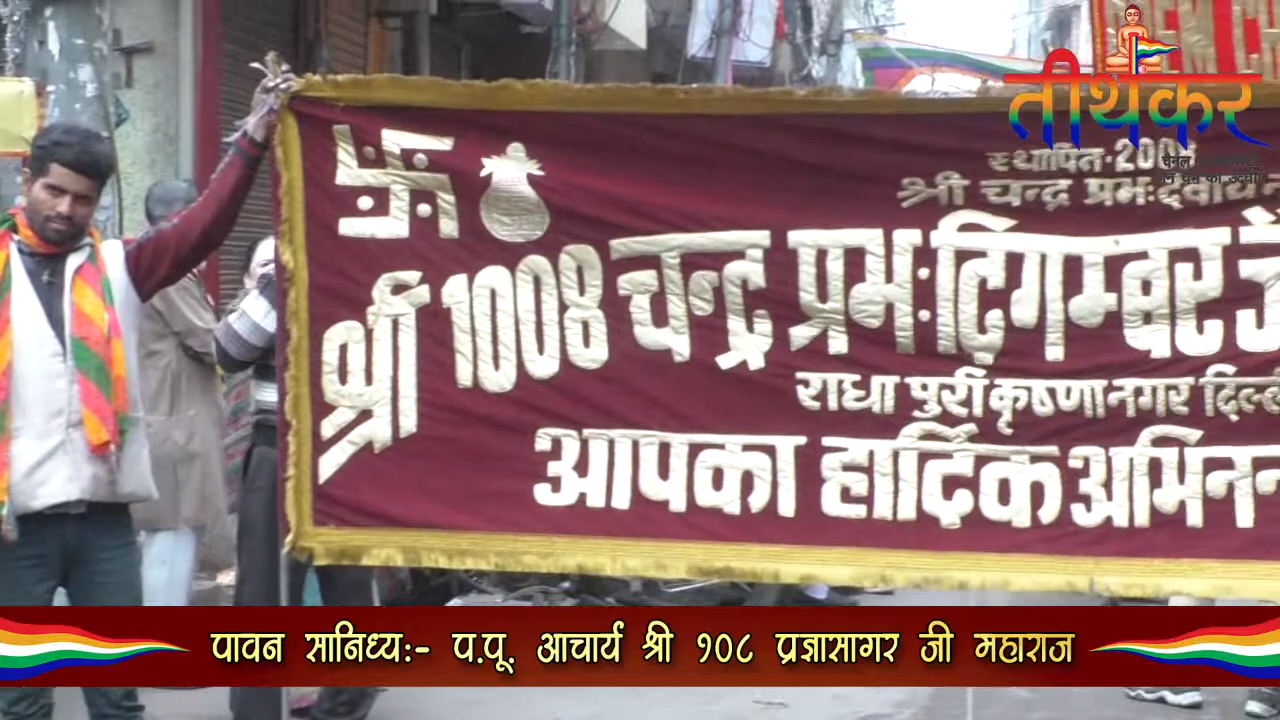 तीर्थंकर
स्थापित-2001
श्री चन्द्र प्रभः
श्री 1008 चन्द्र प्रभः दिगम्बर
राधा पुरी कृष्णा नगर
आपका हार्दिक
पावन सानिध्यः- प.पू. आचार्य श्री १०८ प्रज्ञासागर जी महाराज